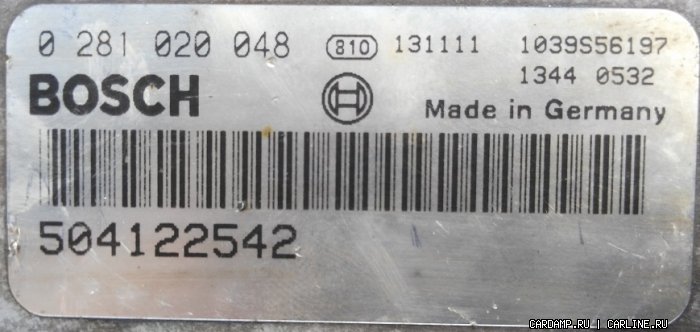 0 281 020 048 810 131111 1039S56197
1344 0532
BOSCH
Made in Germany
504122542
CARDAMP.RU | CARLINE.RU